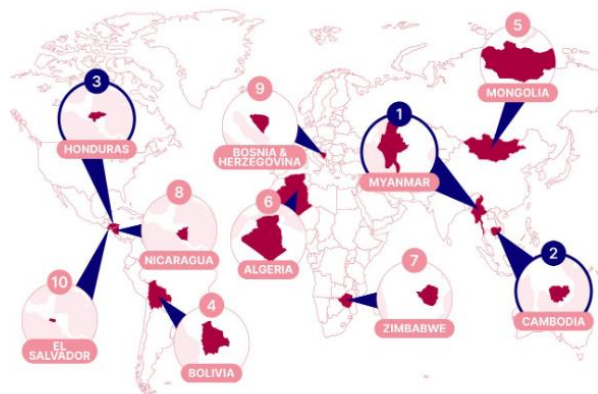 5
MONGOLIA
3
HONDURAS
9
BOSNIA &
HERZEGOVINA
1
MYANMAR
8
NICARAGUA
6
ALGERIA
7
ZIMBABWE
2
CAMBODIA
10
EL
SALVADOR
4
BOLIVIA